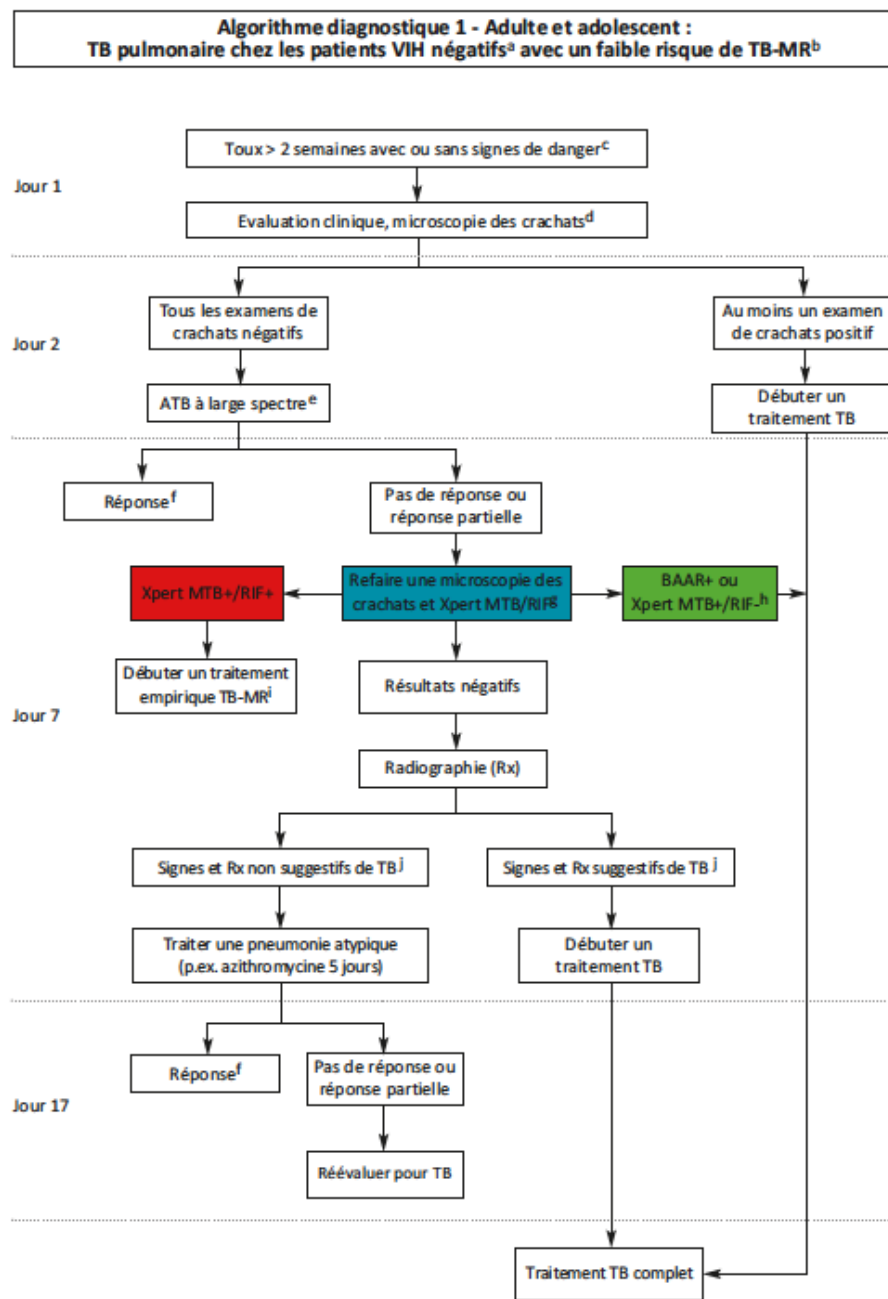 Algorithme diagnostique 1 - Adulte et adolescent :
TB pulmonaire chez les patients VIH négatifsᵃ avec un faible risque de TB-MRᵇ
Jour 1
Toux > 2 semaines avec ou sans signes de dangerᶜ
Evaluation clinique, microscopie des crachatsᵈ
Jour 2
Tous les examens de
crachats négatifs
Au moins un examen
de crachats positif
ATB à large spectreᵉ
Débuter un
traitement TB
Jour 7
Réponseᶠ
Pas de réponse ou
réponse partielle
Xpert MTB+/RIF+
Refaire une microscopie des
crachats et Xpert MTB/RIFᵍ
BAAR+ ou
Xpert MTB+/RIF-ʰ
Débuter un traitement
empirique TB-MRⁱ
Résultats négatifs
Radiographie (Rx)
Signes et Rx non suggestifs de TBʲ
Signes et Rx suggestifs de TBʲ
Traiter une pneumonie atypique
(p.ex. azithromycine 5 jours)
Débuter un
traitement TB
Jour 17
Réponseᶠ
Pas de réponse ou
réponse partielle
Réévaluer pour TB
Traitement TB complet